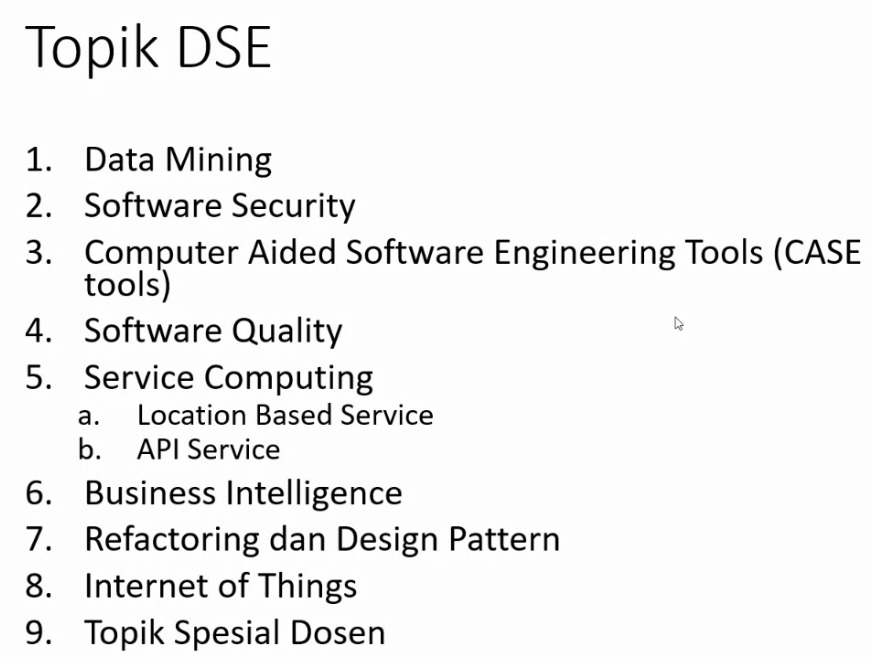 Topik DSE
1. Data Mining
2. Software Security
3. Computer Aided Software Engineering Tools (CASE
tools)
4. Software Quality
5. Service Computing
a. Location Based Service
b. API Service
6. Business Intelligence
7. Refactoring dan Design Pattern
8. Internet of Things
9. Topik Spesial Dosen